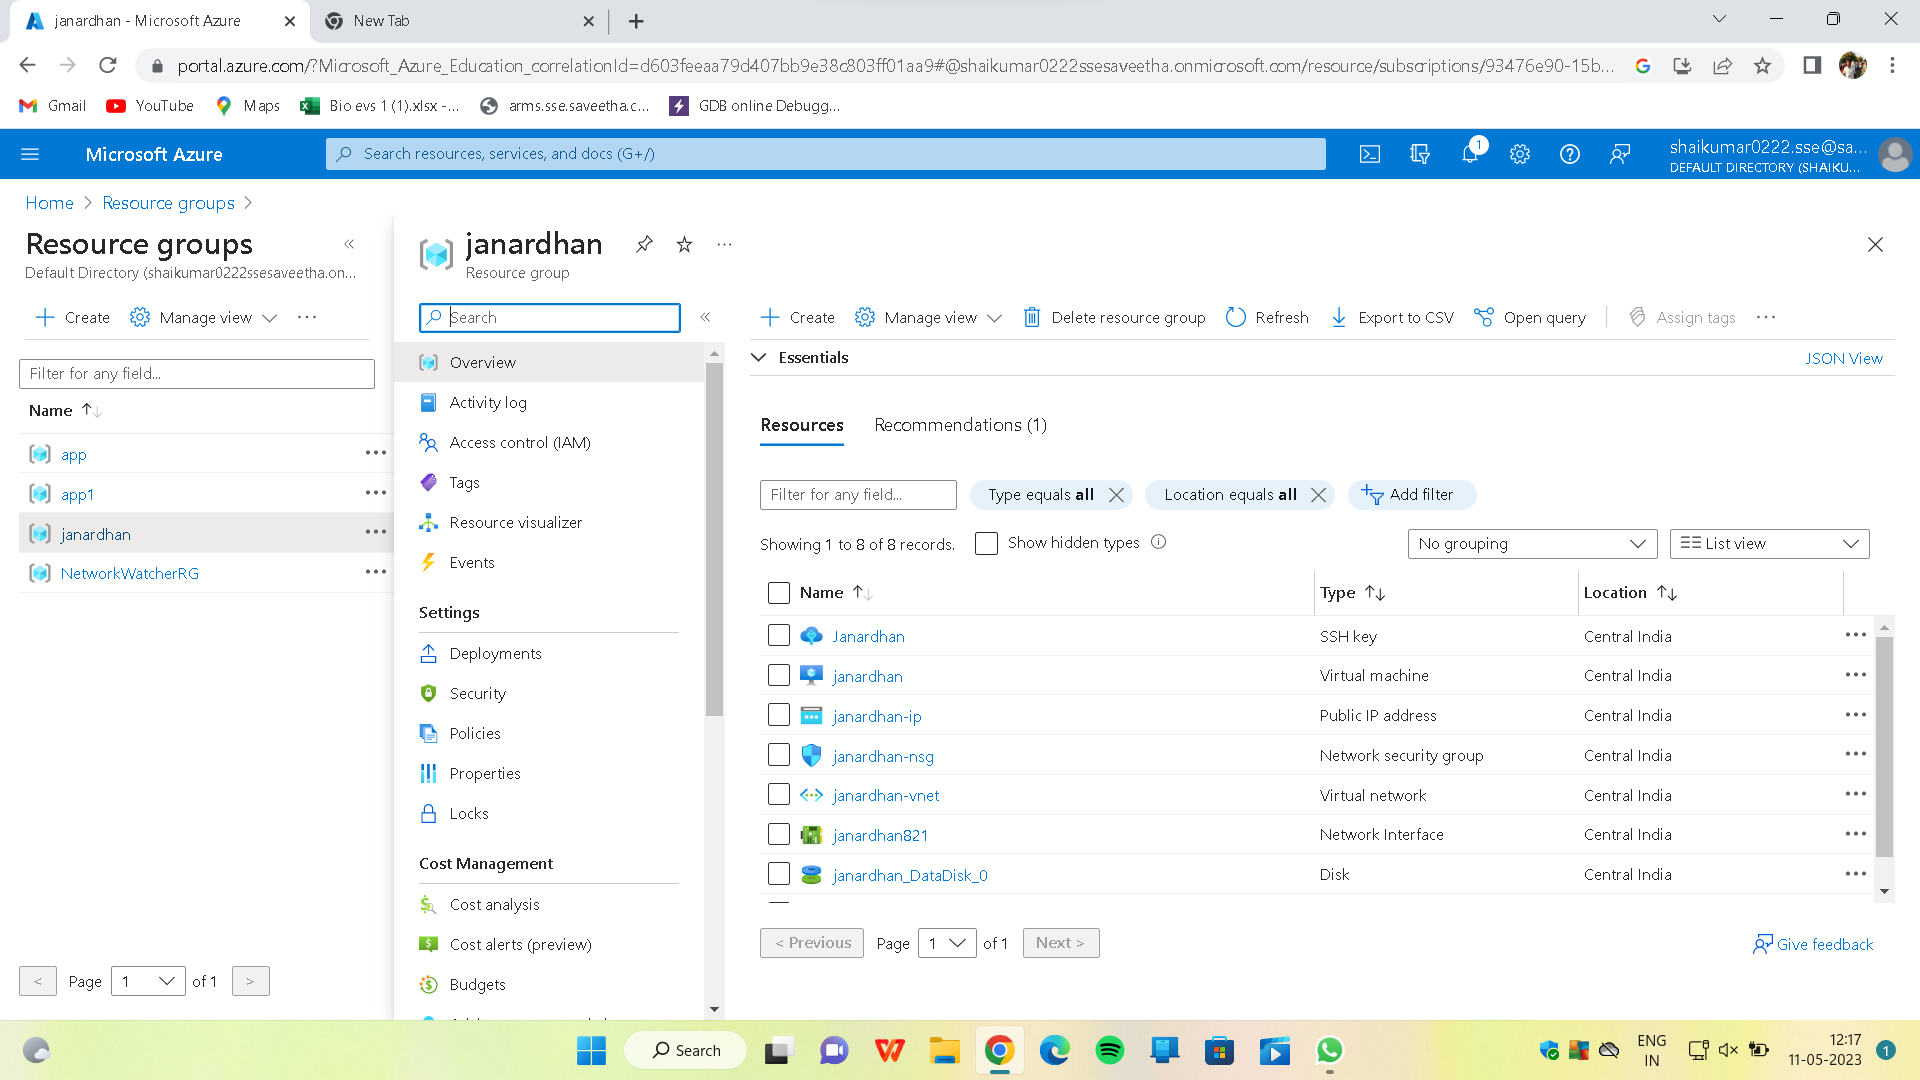 janardhan - Microsoft Azure
New Tab
portal.azure.com/?Microsoft_Azure_Education_correlationId=d603feeaa79d407bb9e38c803ff01aa9#@shaikumar0222ssesaveetha.onmicrosoft.com/resource/subscriptions/93476e90-15b...
Gmail
YouTube
Maps
Bio evs 1 (1).xlsx -...
arms.sse.saveetha.c...
GDB online Debugg...
Microsoft Azure
Search resources, services, and docs (G+/)
1
shaikumar0222.sse@sa...
DEFAULT DIRECTORY (SHAIKU...
Home > Resource groups >
Resource groups
Default Directory (shaikumar0222ssesaveetha.on...
+ Create
Manage view
Filter for any field...
Name
app
app1
janardhan
NetworkWatcherRG
< Page 1 of 1 >
janardhan
Resource group
Search
Overview
Activity log
Access control (IAM)
Tags
Resource visualizer
Events
Settings
Deployments
Security
Policies
Properties
Locks
Cost Management
Cost analysis
Cost alerts (preview)
Budgets
+ Create
Manage view
Delete resource group
Refresh
Export to CSV
Open query
Assign tags
Essentials
JSON View
Resources
Recommendations (1)
Filter for any field...
Type equals all
Location equals all
Add filter
Showing 1 to 8 of 8 records.
Show hidden types
No grouping
List view
Name Type Location
Janardhan SSH key Central India
janardhan Virtual machine Central India
janardhan-ip Public IP address Central India
janardhan-nsg Network security group Central India
janardhan-vnet Virtual network Central India
janardhan821 Network Interface Central India
janardhan_DataDisk_0 Disk Central India
< Previous Page 1 of 1 Next >
Give feedback
Search
ENG
IN
12:17
11-05-2023
1